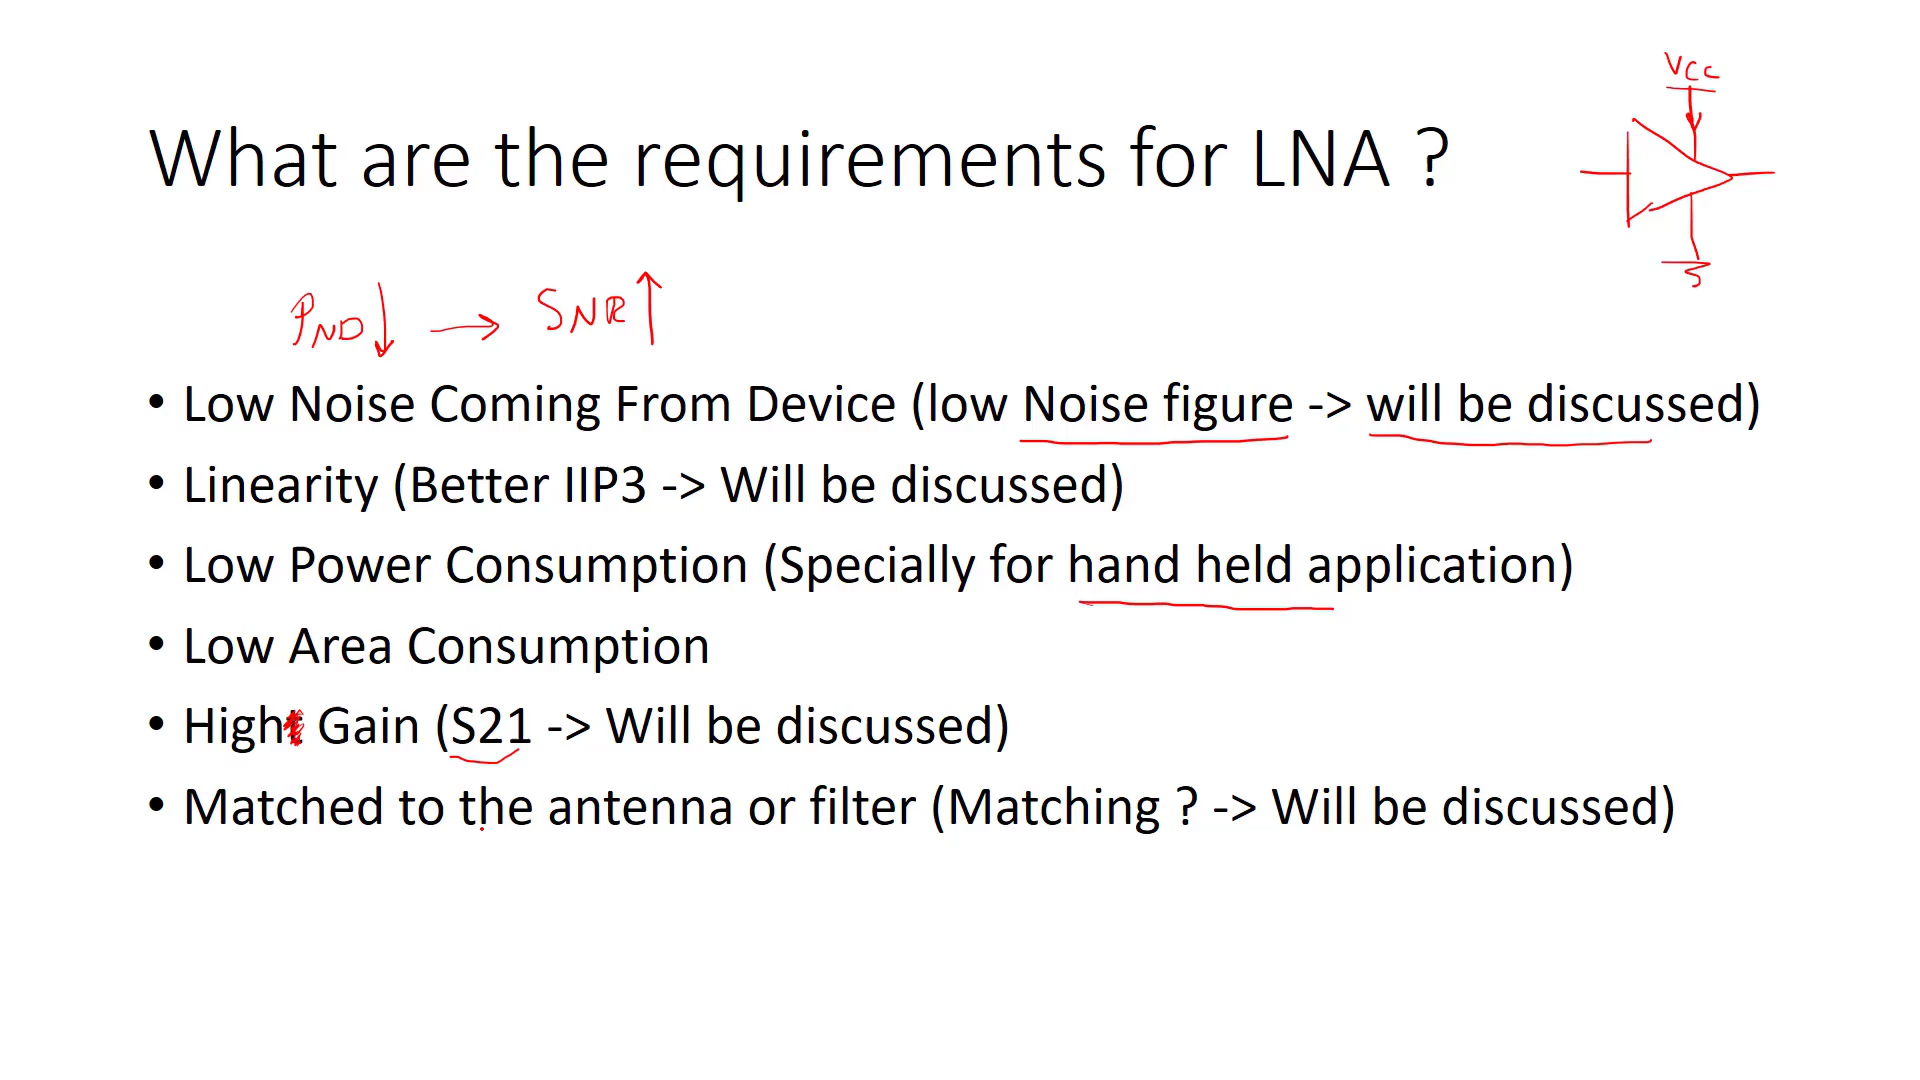 VCC
What are the requirements for LNA ?
PND↓ → SNR↑
• Low Noise Coming From Device (low Noise figure -> will be discussed)
• Linearity (Better IIP3 -> Will be discussed)
• Low Power Consumption (Specially for hand held application)
• Low Area Consumption
• High Gain (S21 -> Will be discussed)
• Matched to the antenna or filter (Matching ? -> Will be discussed)